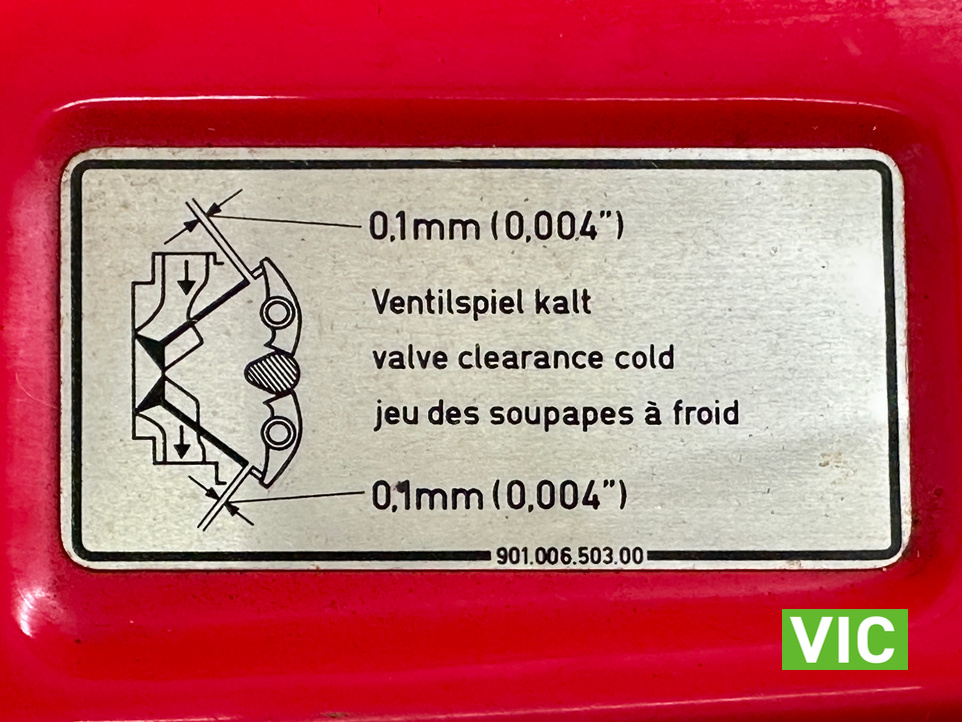 0,1mm (0,004")
Ventilspiel kalt
valve clearance cold
jeu des soupapes à froid
0,1mm (0,004")
901.006.503.00
VIC